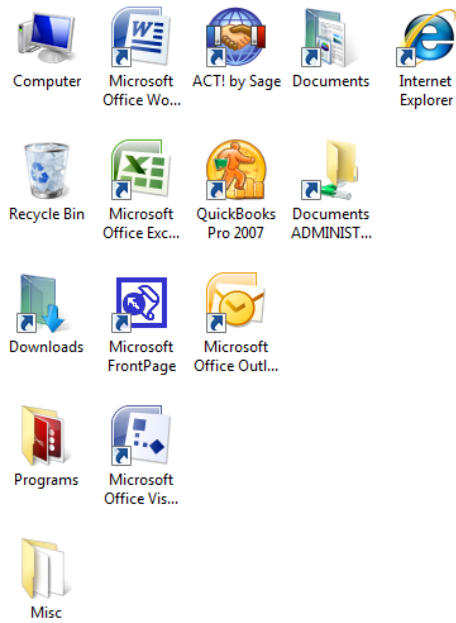 Computer
Microsoft
Office Wo...
ACT! by Sage
Documents
Internet
Explorer
Recycle Bin
Microsoft
Office Exc...
QuickBooks
Pro 2007
Documents
ADMINIST...
Downloads
Microsoft
FrontPage
Microsoft
Office Outl...
Programs
Microsoft
Office Vis...
Misc